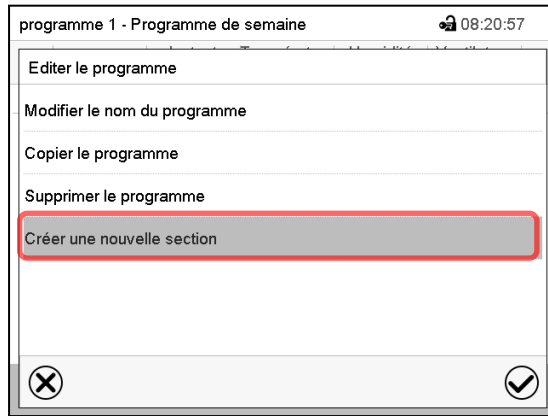 programme 1 - Programme de semaine 08:20:57
Editer le programme
Modifier le nom du programme
Copier le programme
Supprimer le programme
Créer une nouvelle section